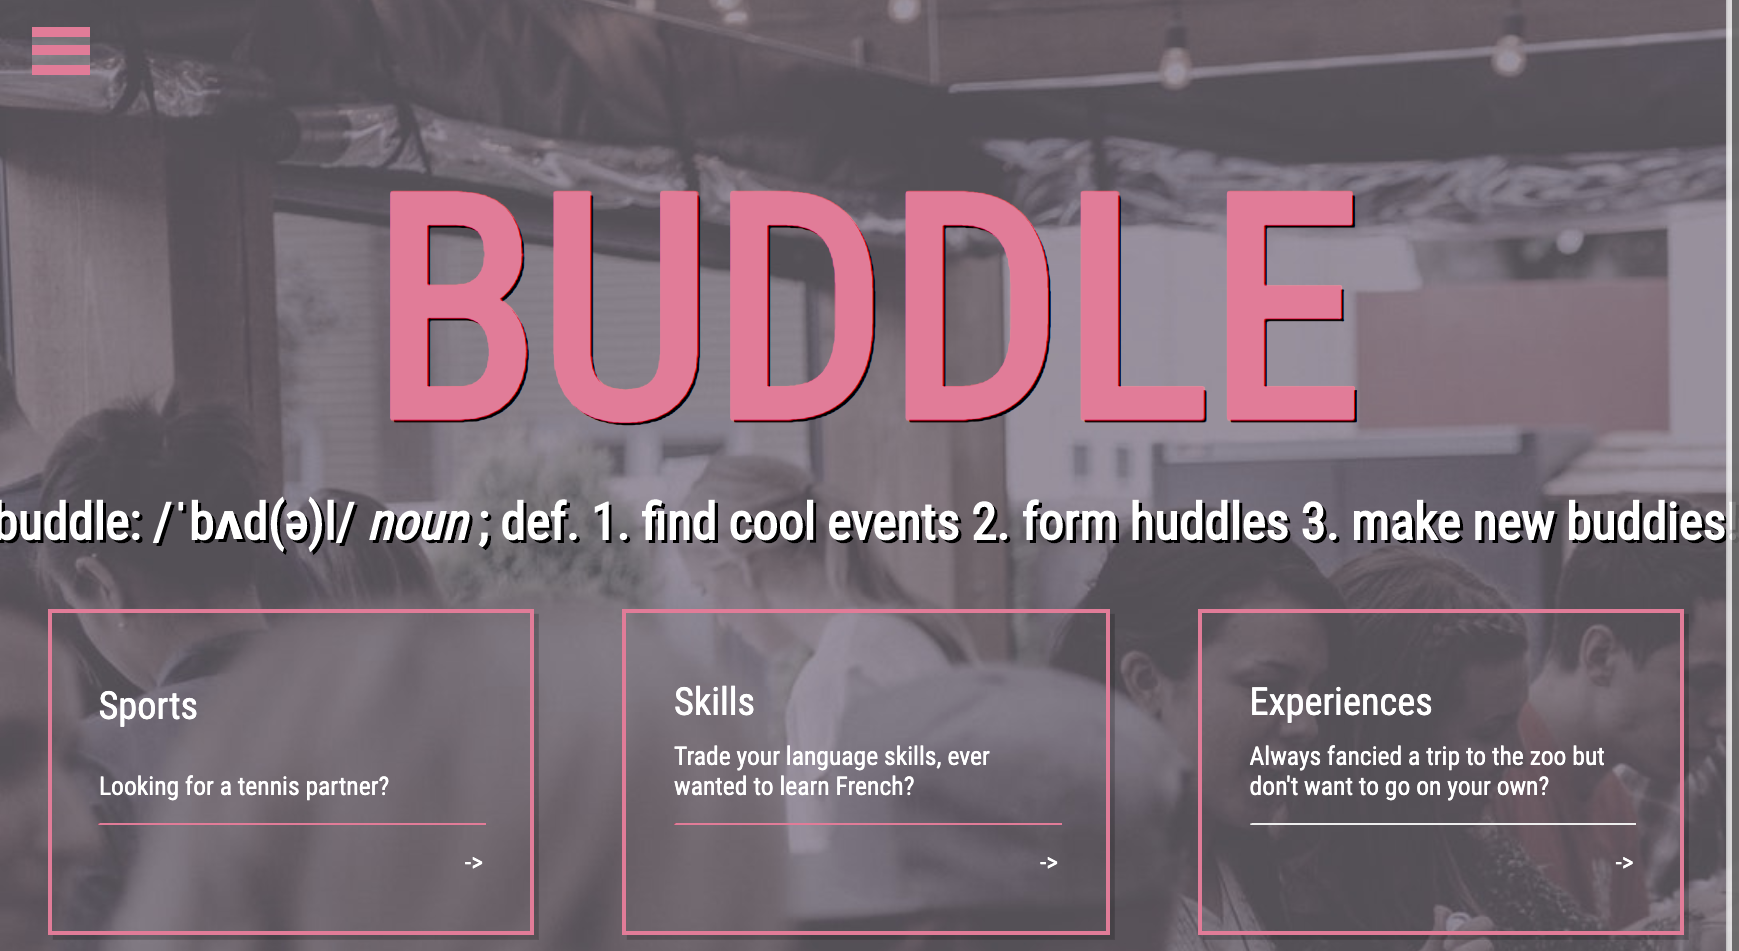 BUDDLE
buddle: /ˈbʌd(ə)l/ noun ; def. 1. find cool events 2. form huddles 3. make new buddies!
Sports
Looking for a tennis partner?
->
Skills
Trade your language skills, ever
wanted to learn French?
->
Experiences
Always fancied a trip to the zoo but
don't want to go on your own?
->